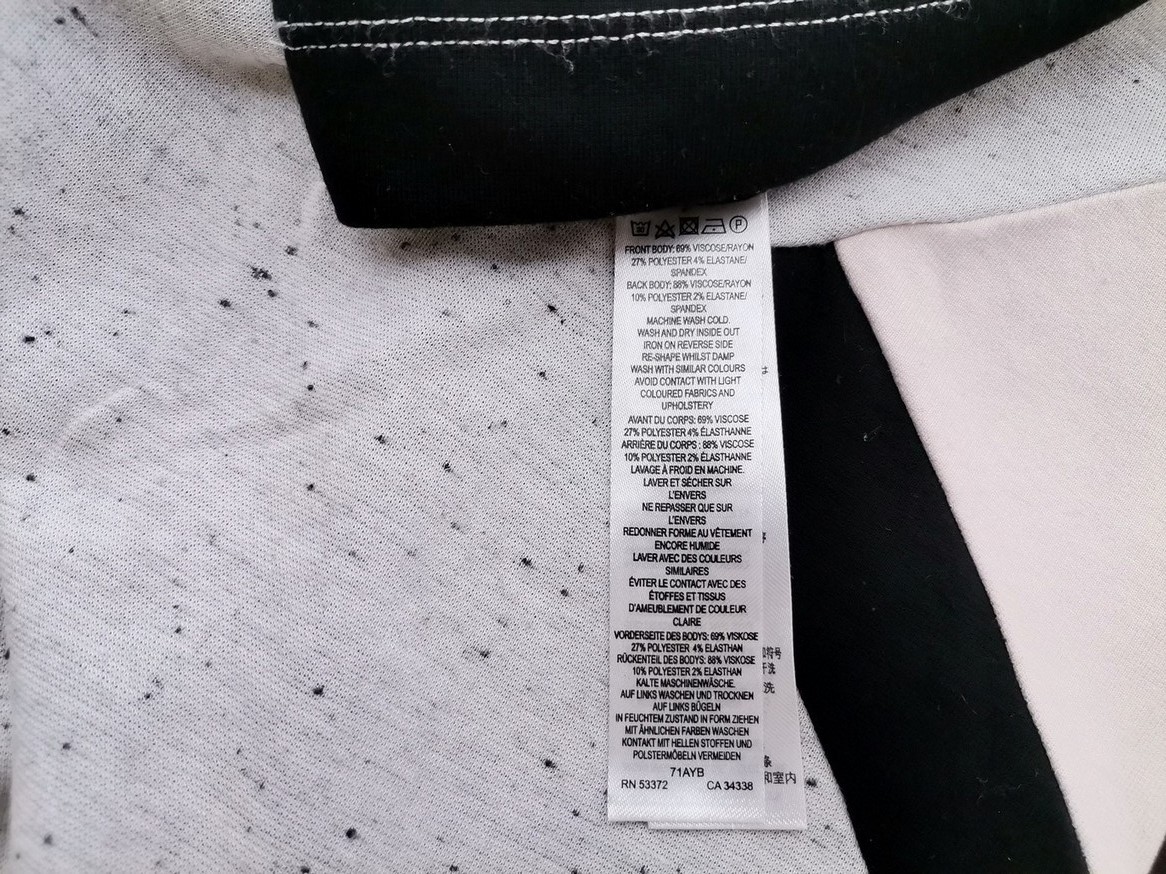 P
FRONT BODY: 69% VISCOSE/RAYON
27% POLYESTER 4% ELASTANE/
SPANDEX
BACK BODY: 88% VISCOSE/RAYON
10% POLYESTER 2% ELASTANE/
SPANDEX
MACHINE WASH COLD.
WASH AND DRY INSIDE OUT
IRON ON REVERSE SIDE
RE-SHAPE WHILST DAMP
WASH WITH SIMILAR COLOURS
AVOID CONTACT WITH LIGHT
COLOURED FABRICS AND
UPHOLSTERY
AVANT DU CORPS: 69% VISCOSE
27% POLYESTER 4% ÉLASTHANNE
ARRIÈRE DU CORPS : 88% VISCOSE
10% POLYESTER 2% ÉLASTHANNE
LAVAGE À FROID EN MACHINE.
LAVER ET SÉCHER SUR
L'ENVERS
NE REPASSER QUE SUR
L'ENVERS
REDONNER FORME AU VÊTEMENT
ENCORE HUMIDE
LAVER AVEC DES COULEURS
SIMILAIRES
ÉVITER LE CONTACT AVEC DES
ÉTOFFES ET TISSUS
D'AMEUBLEMENT DE COULEUR
CLAIRE
VORDERSEITE DES BODYS: 69% VISKOSE
27% POLYESTER 4% ELASTHAN
RÜCKENTEIL DES BODYS: 88% VISKOSE
10% POLYESTER 2% ELASTHAN
KALTE MASCHINENWÄSCHE.
AUF LINKS WASCHEN UND TROCKNEN
AUF LINKS BÜGELN
IN FEUCHTEM ZUSTAND IN FORM ZIEHEN
MIT ÄHNLICHEN FARBEN WASCHEN
KONTAKT MIT HELLEN STOFFEN UND
POLSTERMÖBELN VERMEIDEN
71AYB
RN 53372 CA 34338
符号
洗
洗
和室内